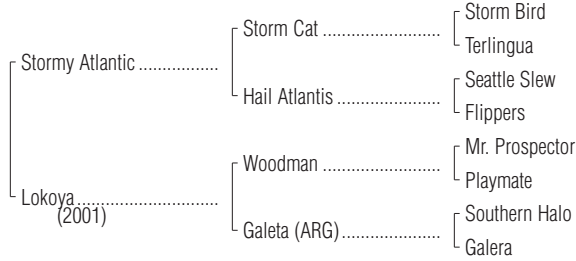 Storm Bird
Storm Cat ......................
Terlingua
Stormy Atlantic ...............
Seattle Slew
Hail Atlantis ...................
Flippers
Mr. Prospector
Woodman ......................
Playmate
Lokoya ...........................
(2001)
Southern Halo
Galeta (ARG) ..................
Galera